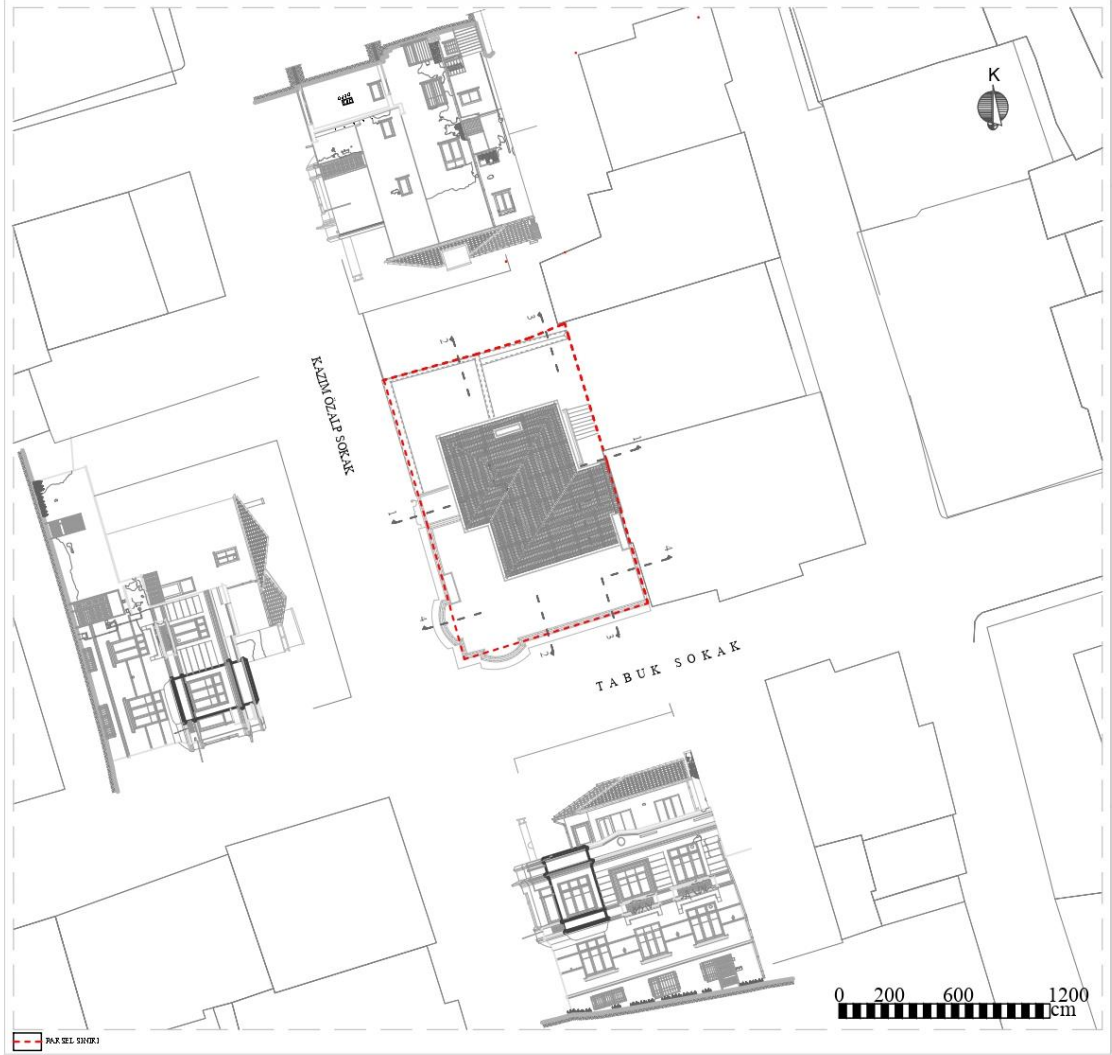 K
KAZIM ÖZALP SOKAK
TABUK SOKAK
0 200 600 1200
cm
PARSEL SINIRI